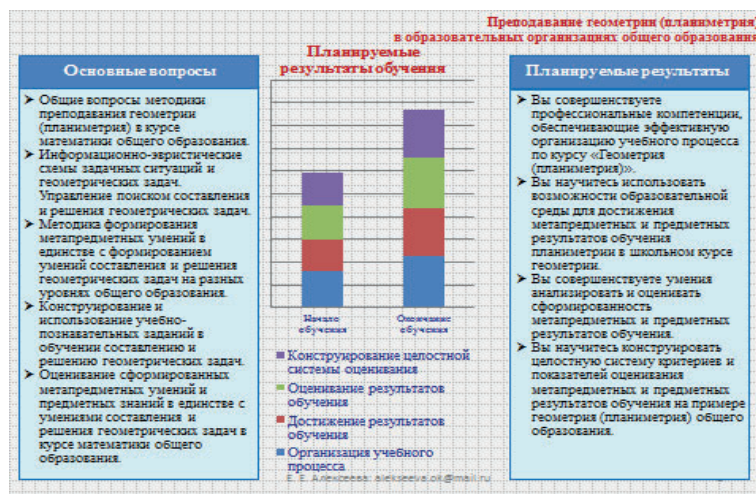 Преподавание геометрии (планиметрия)
в образовательных организациях общего образования
Основные вопросы
➤ Общие вопросы методики
преподавания геометрии
(планиметрия) в курсе
математики общего образования.
➤ Информационно-эвристические
схемы задачных ситуаций и
геометрических задач.
Управление поиском составления
и решения геометрических задач.
➤ Методика формирования
метапредметных умений в
единстве с формированием
умений составления и решения
геометрических задач на разных
уровнях общего образования.
➤ Конструирование и
использование учебно-
познавательных заданий в
обучении составлению и
решению геометрических задач.
➤ Оценивание сформированных
метапредметных умений и
предметных знаний в единстве с
умениями составления и
решения геометрических задач в
курсе математики общего
образования.
Планируемые
результаты обучения
Начало
обучения
Окончание
обучения
Конструирование целостной
системы оценивания
Оценивание результатов
обучения
Достижение результатов
обучения
Организация учебного
процесса
Е. Е. Алексеева: alekseeva.ok@mail.ru
Планируемые результаты
➤ Вы совершенствуете
профессиональные компетенции,
обеспечивающие эффективную
организацию учебного процесса
по курсу «Геометрия
(планиметрия)».
➤ Вы научитесь использовать
возможности образовательной
среды для достижения
метапредметных и предметных
результатов обучения
планиметрии в школьном курсе
геометрии.
➤ Вы совершенствуете умения
анализировать и оценивать
сформированность
метапредметных и предметных
результатов обучения.
➤ Вы научитесь конструировать
целостную систему критериев и
показателей оценивания
метапредметных и предметных
результатов обучения на примере
геометрия (планиметрия) общего
образования.